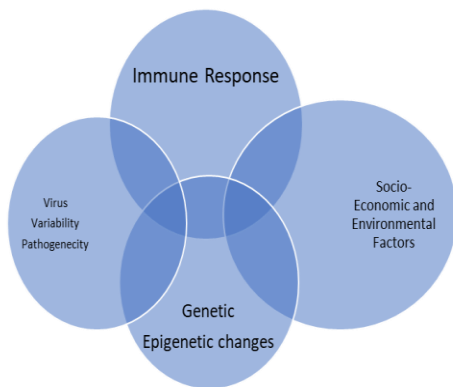 Immune Response
Virus
Variability
Pathogenecity
Socio-
Economic and
Environmental
Factors
Genetic
Epigenetic changes